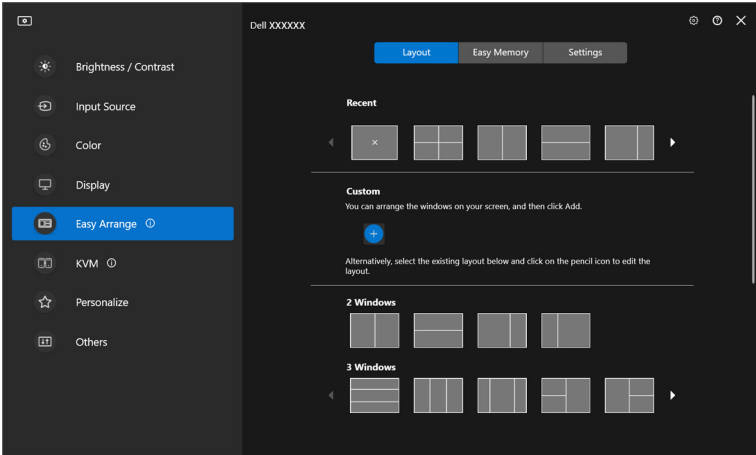 Dell XXXXXX
Brightness / Contrast
Input Source
Color
Display
Easy Arrange
KVM
Personalize
Others
Layout Easy Memory Settings
Recent
Custom
You can arrange the windows on your screen, and then click Add.
Alternatively, select the existing layout below and click on the pencil icon to edit the
layout.
2 Windows
3 Windows